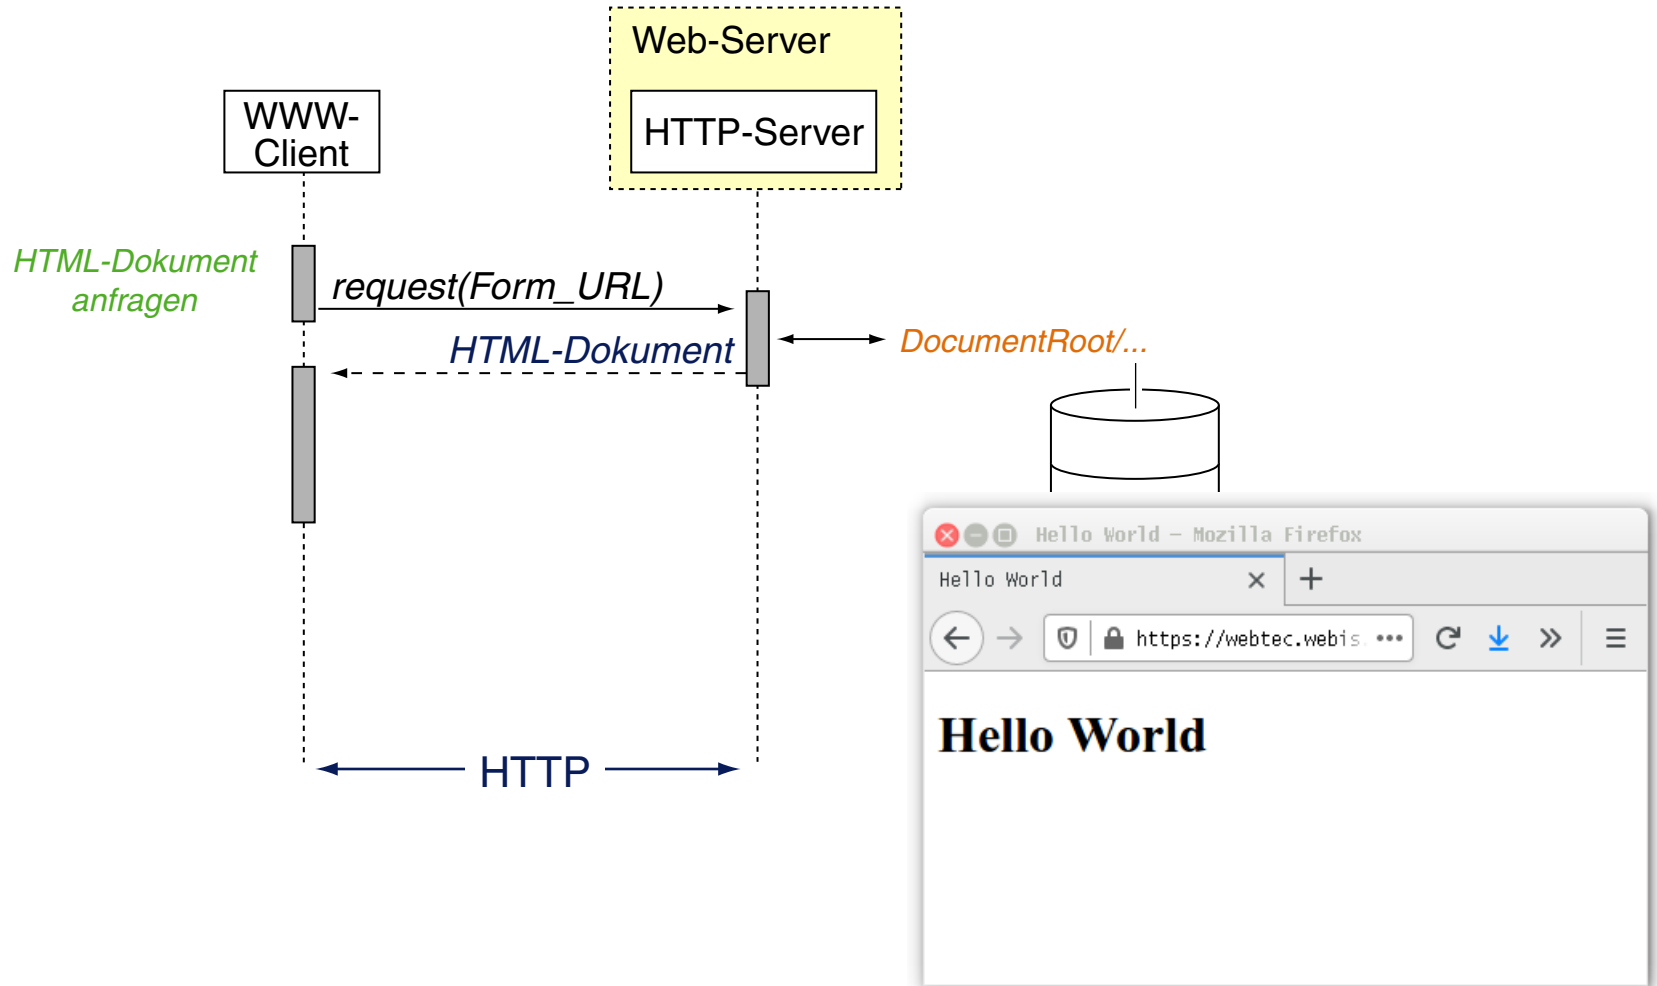 Web-Server
WWW-
Client
HTTP-Server
HTML-Dokument
anfragen
request(Form_URL)
HTML-Dokument
DocumentRoot/...
Hello World – Mozilla Firefox
Hello World
https://webtec.webis.
Hello World
HTTP